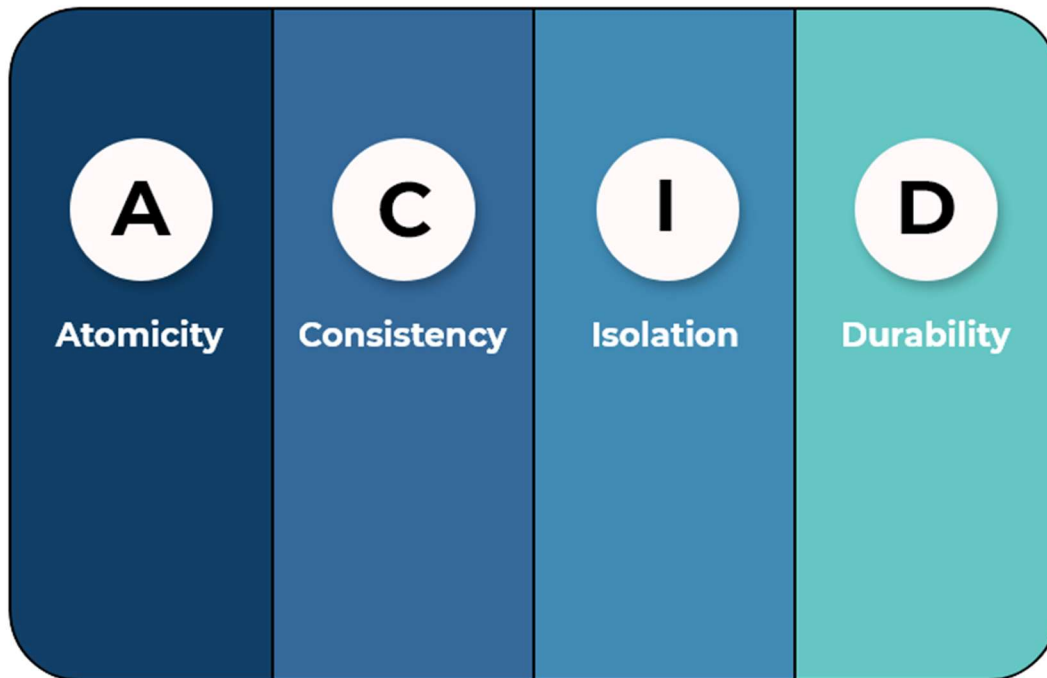 A
C
I
D
Atomicity
Consistency
Isolation
Durability